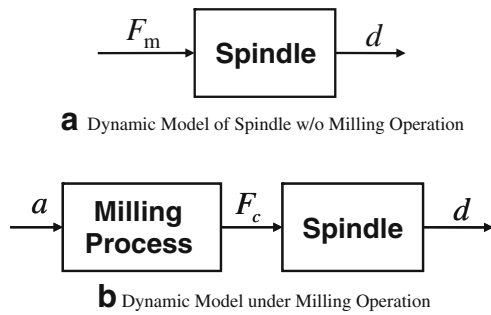 F_m
Spindle
d
a Dynamic Model of Spindle w/o Milling Operation
a
Milling
Process
F_c
Spindle
d
b Dynamic Model under Milling Operation